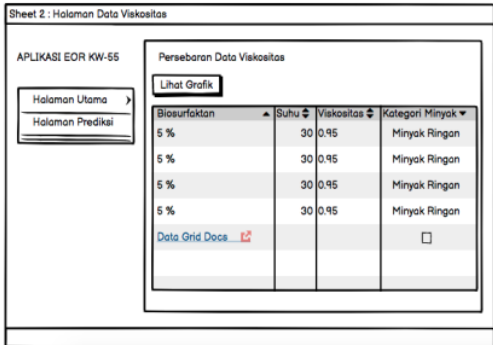 Sheet 2 : Halaman Data Viskositas
APLIKASI EOR KW-55
Halaman Utama
Halaman Prediksi
Persebaran Data Viskositas
Lihat Grafik
Biosurfaktan Suhu Viskositas Kategori Minyak
5 % 30 0.95 Minyak Ringan
5 % 30 0.95 Minyak Ringan
5 % 30 0.95 Minyak Ringan
5 % 30 0.95 Minyak Ringan
Data Grid Docs